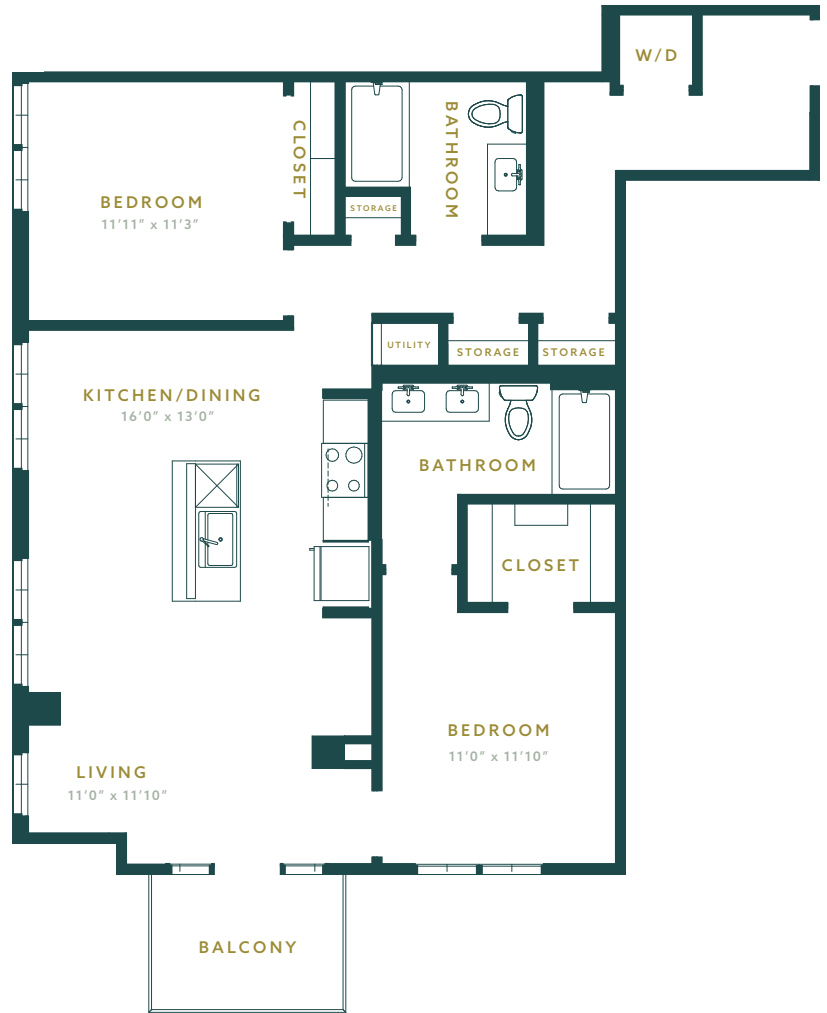 W/D
CLOSET
BATHROOM
BEDROOM
11'11" x 11'3"
STORAGE
UTILITY
STORAGE
STORAGE
KITCHEN/DINING
16'0" x 13'0"
BATHROOM
CLOSET
BEDROOM
11'0" x 11'10"
LIVING
11'0" x 11'10"
BALCONY